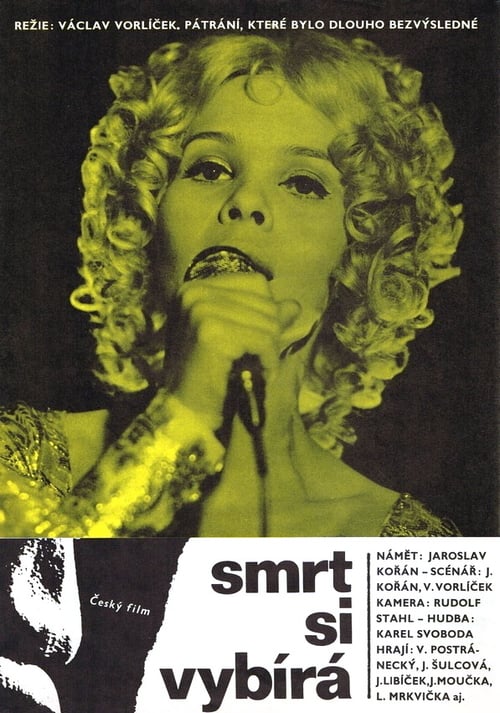 REŽIE: VÁCLAV VORLÍČEK. PÁTRÁNÍ, KTERÉ BYLO DLOUHO BEZVÝSLEDNÉ
Český film
smrt
si
vybírá
NÁMĚT: JAROSLAV
KOŘÁN – SCÉNÁŘ: J.
KOŘÁN, V. VORLÍČEK
KAMERA: RUDOLF
STAHL – HUDBA:
KAREL SVOBODA
HRAJÍ: V. POSTRÁ-
NECKÝ, J. ŠULCOVÁ,
J. LIBÍČEK, J. MOUČKA,
L. MRKVIČKA aj.